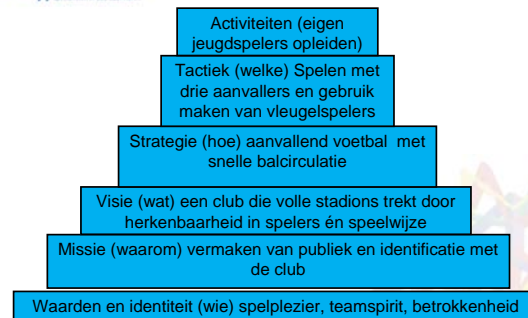 Activiteiten (eigen
jeugdspelers opleiden)
Tactiek (welke) Spelen met
drie aanvallers en gebruik
maken van vleugelspelers
Strategie (hoe) aanvallend voetbal met
snelle balcirculatie
Visie (wat) een club die volle stadions trekt door
herkenbaarheid in spelers én speelwijze
Missie (waarom) vermaken van publiek en identificatie met
de club
Waarden en identiteit (wie) spelplezier, teamspirit, betrokkenheid